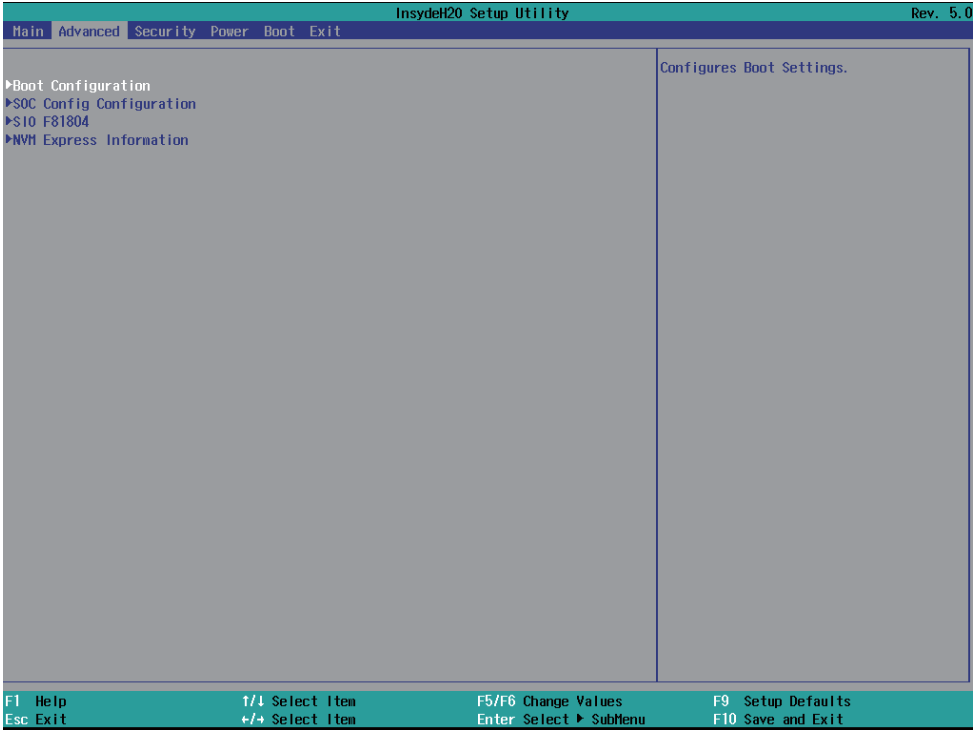 InsydeH20 Setup Utility Rev. 5.0
Main Advanced Security Power Boot Exit
Configures Boot Settings.
▶Boot Configuration
▶SOC Config Configuration
▶SIO F81804
▶NVM Express Information
F1 Help ↑/↓ Select Item F5/F6 Change Values F9 Setup Defaults
Esc Exit ←/→ Select Item Enter Select ▶ SubMenu F10 Save and Exit